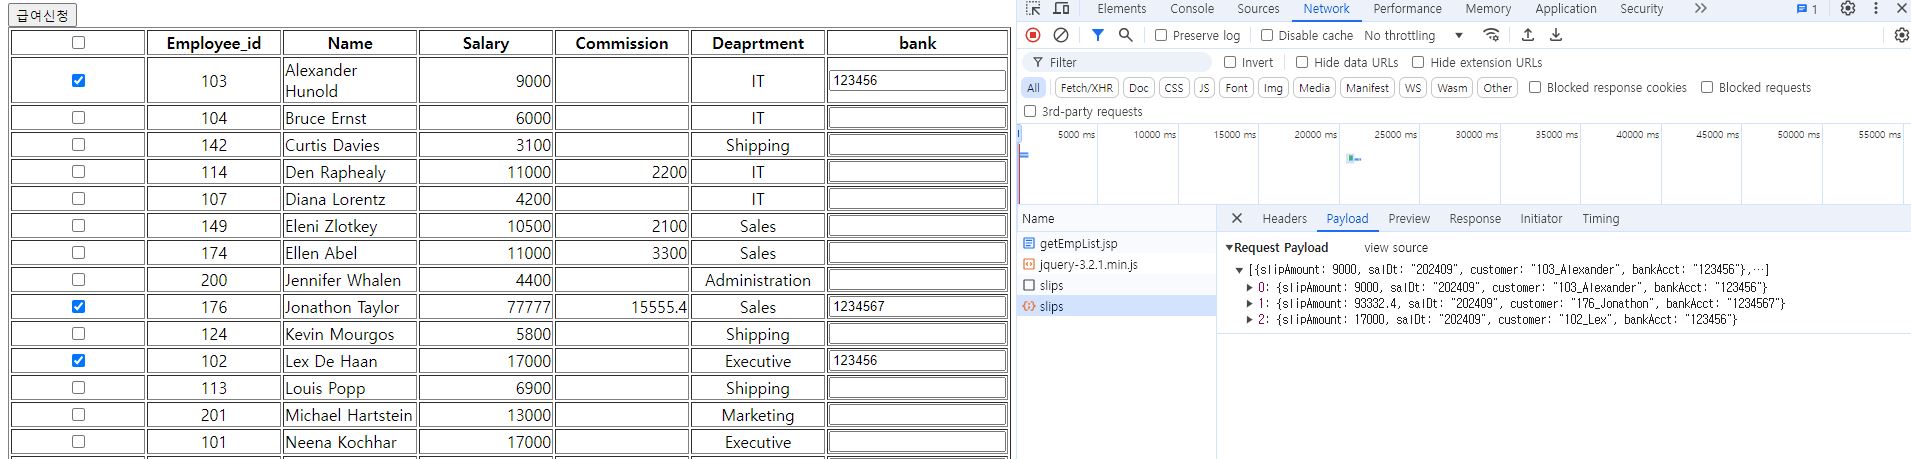 급여신청
Employee_id Name Salary Commission Deaprtment bank
103 Alexander Hunold 9000 IT 123456
104 Bruce Ernst 6000 IT
142 Curtis Davies 3100 Shipping
114 Den Raphealy 11000 2200 IT
107 Diana Lorentz 4200 IT
149 Eleni Zlotkey 10500 2100 Sales
174 Ellen Abel 11000 3300 Sales
200 Jennifer Whalen 4400 Administration
176 Jonathon Taylor 77777 15555.4 Sales 1234567
124 Kevin Mourgos 5800 Shipping
102 Lex De Haan 17000 Executive 123456
113 Louis Popp 6900 Shipping
201 Michael Hartstein 13000 Marketing
101 Neena Kochhar 17000 Executive
Elements Console Sources Network Performance Memory Application Security 1
Preserve log Disable cache No throttling
Filter Invert Hide data URLs Hide extension URLs
All Fetch/XHR Doc CSS JS Font Img Media Manifest WS Wasm Other Blocked response cookies Blocked requests
3rd-party requests
5000 ms 10000 ms 15000 ms 20000 ms 25000 ms 30000 ms 35000 ms 40000 ms 45000 ms 50000 ms 55000 ms
Name
getEmpList.jsp
jquery-3.2.1.min.js
slips
slips
Headers Payload Preview Response Initiator Timing
Request Payload view source
[{slipAmount: 9000, salDt: "202409", customer: "103_Alexander", bankAcct: "123456"},…]
0: {slipAmount: 9000, salDt: "202409", customer: "103_Alexander", bankAcct: "123456"}
1: {slipAmount: 93332.4, salDt: "202409", customer: "176_Jonathon", bankAcct: "1234567"}
2: {slipAmount: 17000, salDt: "202409", customer: "102_Lex", bankAcct: "123456"}